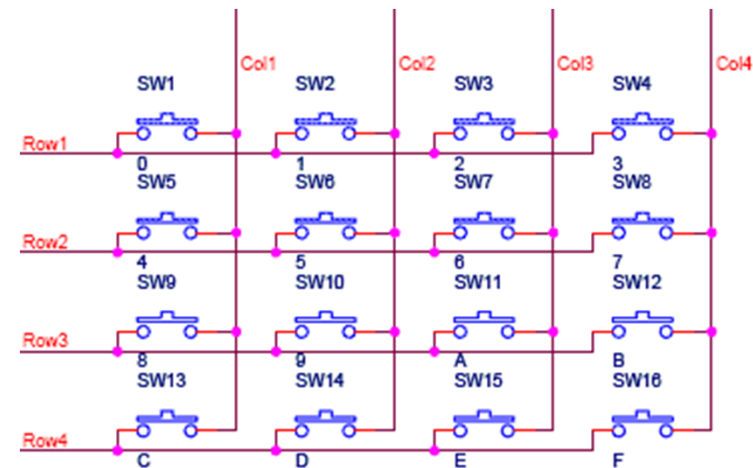 Col1 Col2 Col3 Col4
SW1 SW2 SW3 SW4
Row1
0 1 2 3
SW5 SW6 SW7 SW8
Row2
4 5 6 7
SW9 SW10 SW11 SW12
Row3
8 9 A B
SW13 SW14 SW15 SW16
Row4
C D E F